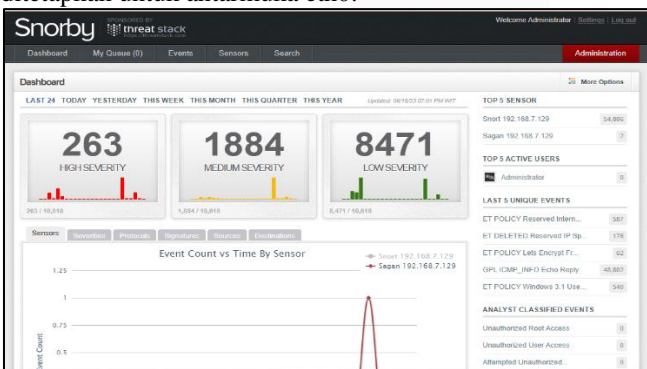 ditetapkan untuk antarmuka
Snorby
SPONSORED BY
threat stack
Welcome Administrator | Settings | Log out
Dashboard My Queue (0) Events Sensors Search Administration
Dashboard More Options
LAST 24 TODAY YESTERDAY THIS WEEK THIS MONTH THIS QUARTER THIS YEAR
263
HIGH SEVERITY
263 / 10,618
1884
MEDIUM SEVERITY
1,884 / 10,618
8471
LOW SEVERITY
8,471 / 10,618
Sensors Severities Protocols Signatures Sources Destinations
Event Count vs Time By Sensor
Snort 192.168.7.129
Sagan 192.168.7.129
1.25
1
0.75
0.5
Event Count
TOP 5 SENSOR
Snort 192.168.7.129
Sagan 192.168.7.129 2
TOP 5 ACTIVE USERS
Administrator 0
LAST 5 UNIQUE EVENTS
ET POLICY Reserved Intern... 587
ET DELETED Reserved IP Sp... 176
ET POLICY Lets Encrypt Fr... 62
GPL ICMP_INFO Echo Reply
ET POLICY Windows 3.1 Use... 540
ANALYST CLASSIFIED EVENTS
Unauthorized Root Access 0
Unauthorized User Access 0
Attempted Unauthorized... 0